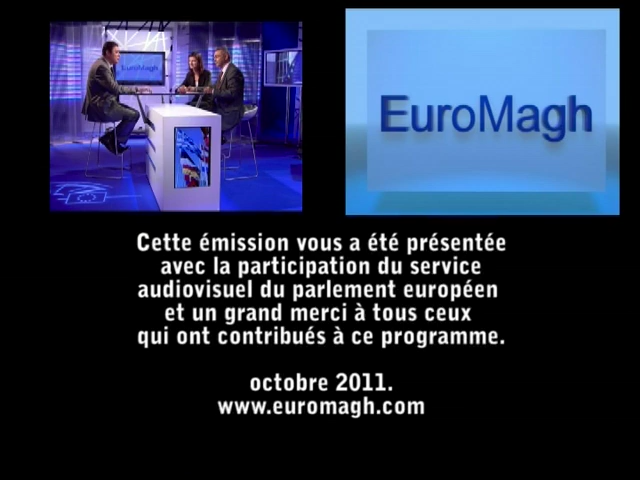 EuroMagh
EuroMagh
Cette émission vous a été présentée
avec la participation du service
audiovisuel du parlement européen
et un grand merci à tous ceux
qui ont contribués à ce programme.
octobre 2011.
www.euromagh.com